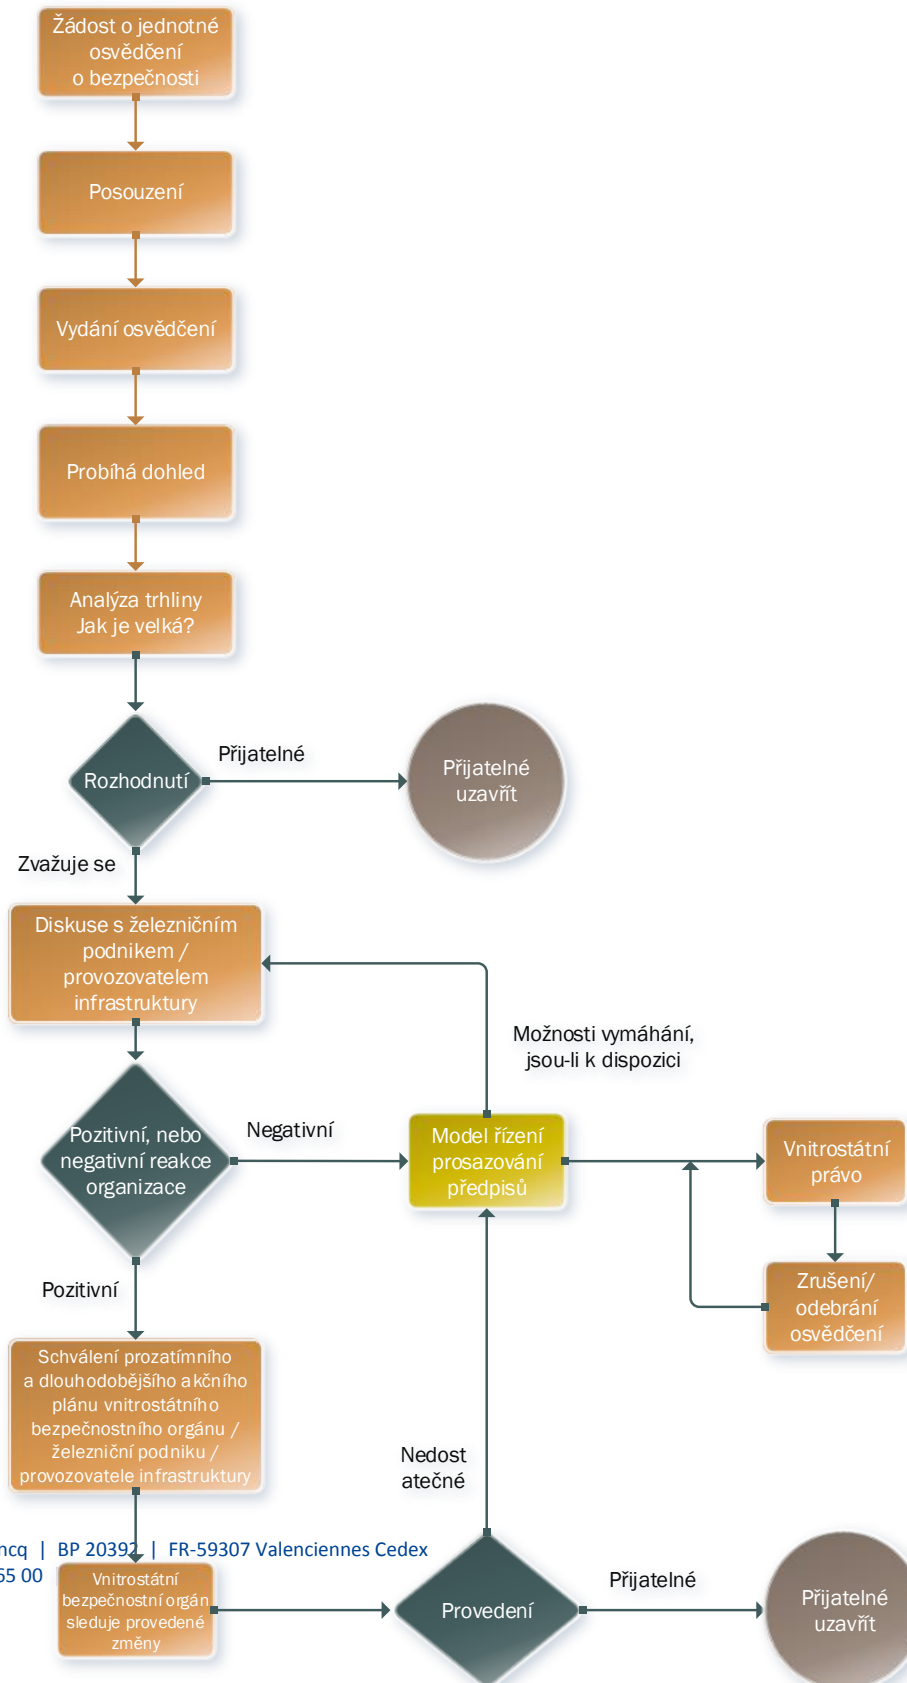 Žádost o jednotné
osvědčení
o bezpečnosti
Posouzení
Vydání osvědčení
Probíhá dohled
Analýza trhliny
Jak je velká?
Rozhodnutí
Přijatelné
Přijatelné
uzavřít
Zvažuje se
Diskuse s železničním
podnikem /
provozovatelem
infrastruktury
Možnosti vymáhání,
jsou-li k dispozici
Pozitivní, nebo
negativní reakce
organizace
Negativní
Model řízení
prosazování
předpisů
Vnitrostátní
právo
Zrušení/
odebrání
osvědčení
Pozitivní
Schválení prozatímního
a dlouhodobějšího akčního
plánu vnitrostátního
bezpečnostního orgánu /
železniční podniku /
provozovatele infrastruktury
Nedost
atečné
ncq | BP 20392 | FR-59307 Valenciennes Cedex
65 00
Vnitrostátní
bezpečnostní orgán
sleduje provedené
změny
Provedení
Přijatelné
Přijatelné
uzavřít